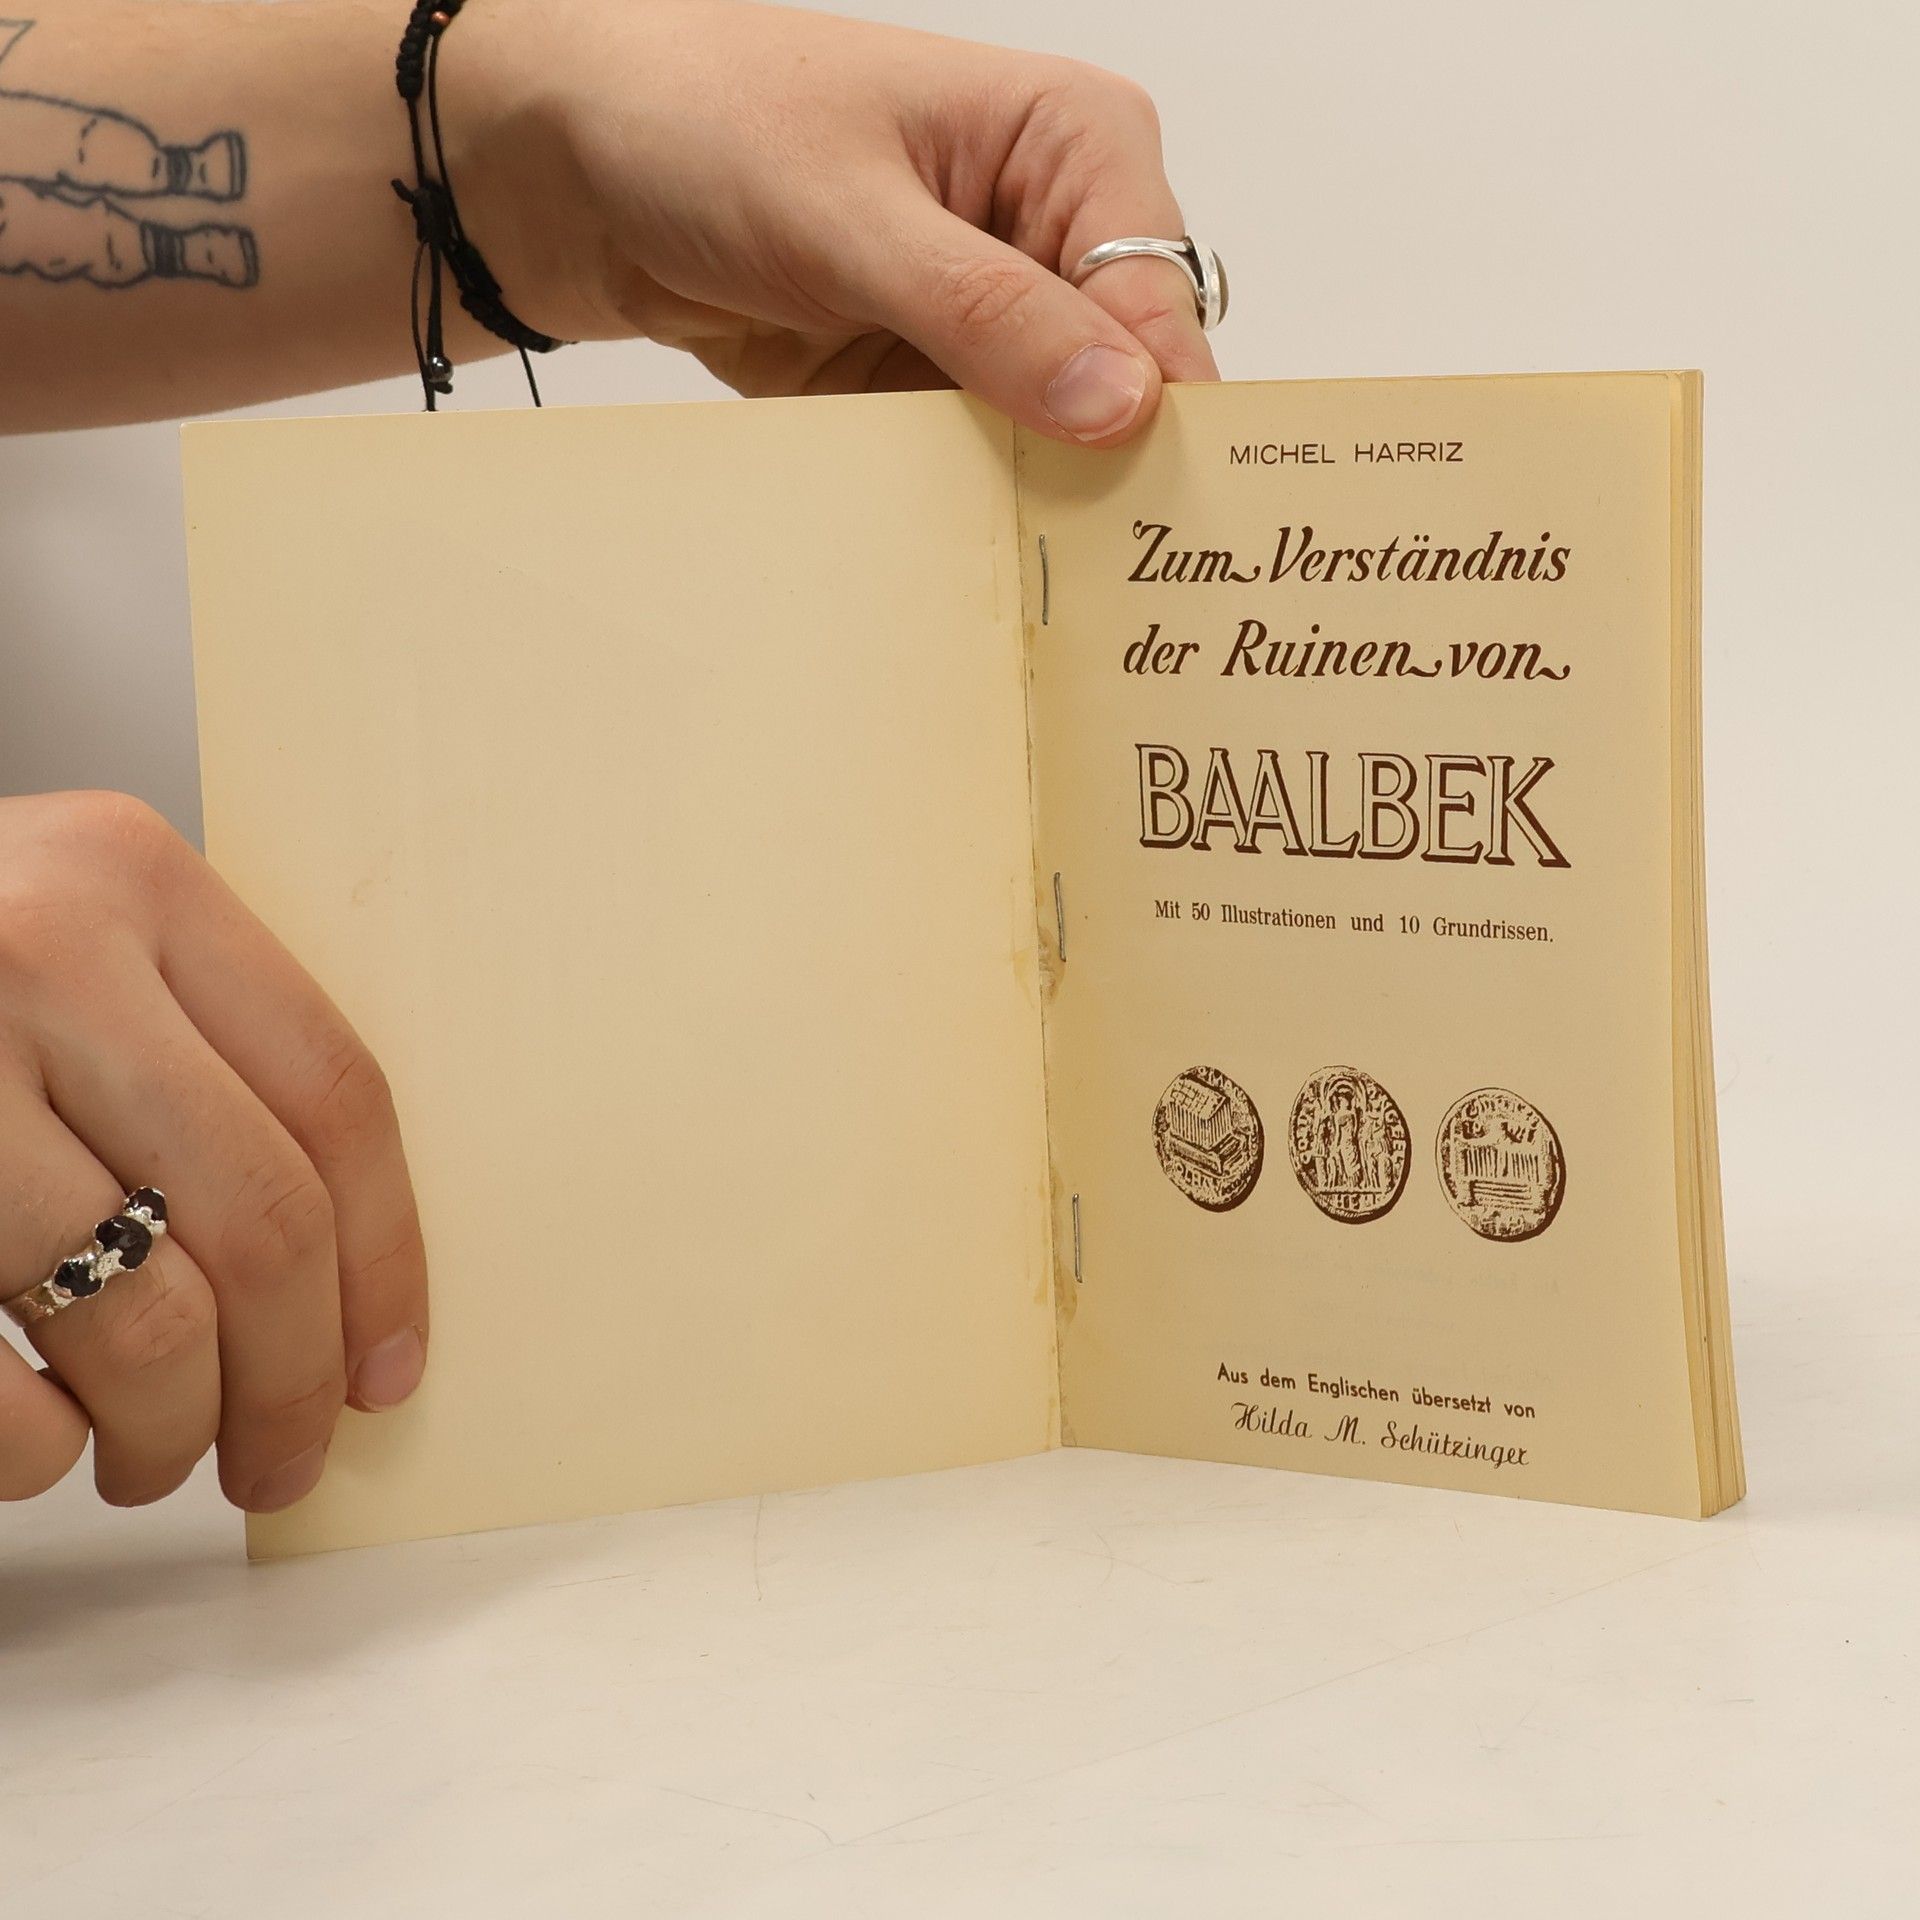 MICHEL HARRIZ
Zum Verständnis
der Ruinen von
BAALBEK
Mit 50 Illustrationen und 10 Grundrissen.
Aus dem Englischen übersetzt von
Hilda M. Schützinger